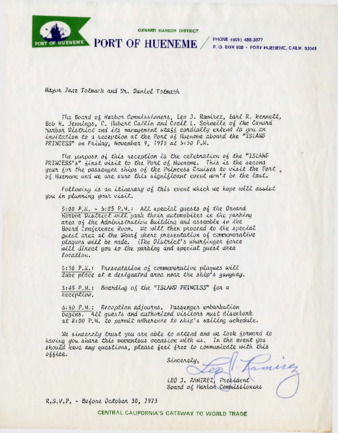 OXNARD HARBOR DISTRICT
PORT OF HUENEME
PORT OF HUENEME
PHONE (805) 488-3677
P. O. BOX 608 • PORT HUENEME, CALIF. 93041
Mayor Jane Tolmach and Dr. Daniel Tolmach
The Board of Harbor Commissioners, Leo J. Ramirez, Earl R. Bennett,
Bob H. Jennings, C. Hubert Catlin and Cecil L. Schnelle of the Oxnard
Harbor District and its management staff cordially extend to you an
invitation to a reception at the Port of Hueneme aboard the "ISLAND
PRINCESS" on Friday, November 9, 1973 at 5:30 P.M.
The purpose of this reception is the celebration of the "ISLAND
PRINCESS's" first visit to the Port of Hueneme. This is the second
year for the passenger ships of the Princess Cruises to visit the Port
of Hueneme and we are sure this significant event won't be the last.
Following is an itinerary of this event which we hope will assist
you in planning your visit.
5:00 P.M. - 5:25 P.M.: All special guests of the Oxnard
Harbor District will park their automobiles in the parking
area of the Administration Building and assemble in the
Board Conference Room. We will then proceed to the special
guest area at the Wharf where presentation of commemorative
plaques will be made. (The District's wharfinger force
will direct you to the parking and special guest area
location.
5:30 P.M.: Presentation of commemorative plaques will
take place at a designated area near the ship's gangway.
5:45 P.M.: Boarding of the "ISLAND PRINCESS" for a
reception.
6:30 P.M.: Reception adjourns. Passenger embarkation
begins. All guests and authorized visitors must disembark
at 8:00 P.M. to permit adherence to ship's sailing schedule.
We sincerely trust you are able to attend and we look forward to
having you share this momentous occasion with us. In the event you
should have any questions, please feel free to communicate with this
office.
Sincerely,
Leo J Ramirez
LEO J. RAMIREZ, President
Board of Harbor Commissioners
R.S.V.P. - Before October 30, 1973
CENTRAL CALIFORNIA'S GATEWAY TO WORLD TRADE